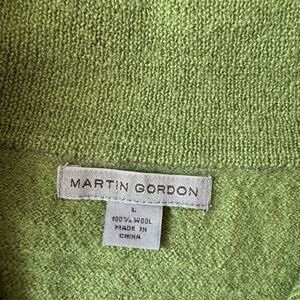 MARTIN GORDON
L
100% WOOL
MADE IN
CHINA